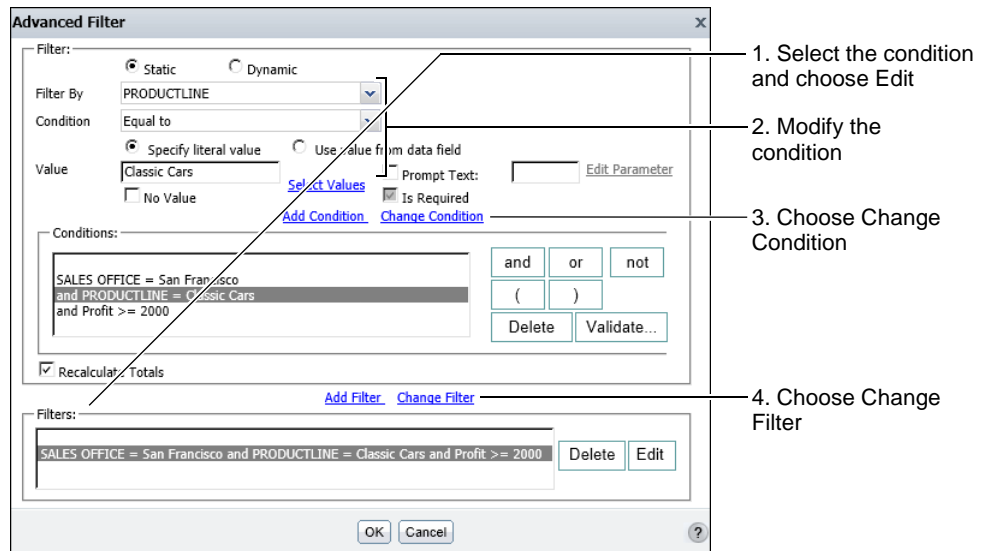 Advanced Filter x
Filter:
Static Dynamic
Filter By PRODUCTLINE
Condition Equal to
Specify literal value Use value from data field
Value Classic Cars Select Values Prompt Text: Edit Parameter
No Value Is Required
Add Condition Change Condition
Conditions:
SALES OFFICE = San Francisco
and PRODUCTLINE = Classic Cars
and Profit >= 2000
and or not
( )
Delete Validate...
Recalculate Totals
Add Filter Change Filter
Filters:
SALES OFFICE = San Francisco and PRODUCTLINE = Classic Cars and Profit >= 2000
Delete Edit
OK Cancel ?
1. Select the condition
and choose Edit
2. Modify the
condition
3. Choose Change
Condition
4. Choose Change
Filter